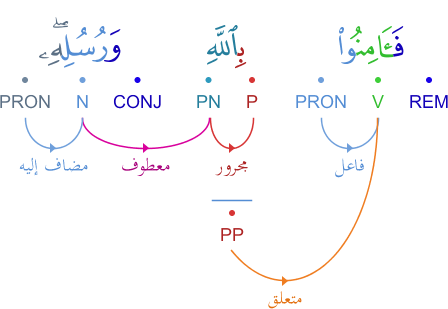 فَـَٔامِنُوا۟ بِٱللَّهِ وَرُسُلِهِۦ ۖ
REM V PRON P PN CONJ N PRON
فاعل مجرور معطوف مضاف إليه
PP
متعلق